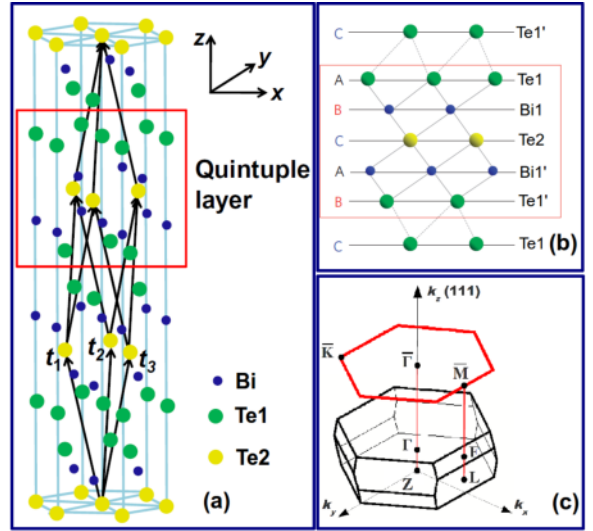 z
y
x
Quintuple
layer
t1
t2
t3
Bi
Te1
Te2
(a)
C Te1'
A Te1
B Bi1
C Te2
A Bi1'
B Te1'
C Te1
(b)
kz (111)
K̅
Γ̅
M̅
Γ
F
Z
L
ky
kx
(c)